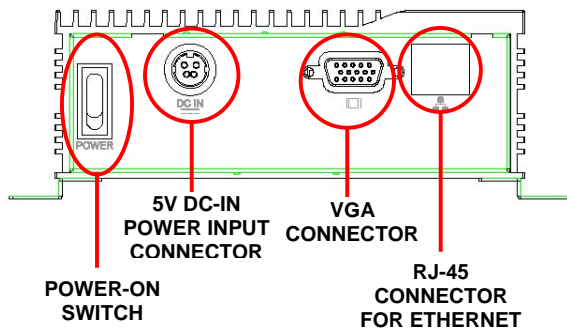 DC IN
POWER
5V DC-IN
POWER INPUT
CONNECTOR
VGA
CONNECTOR
POWER-ON
SWITCH
RJ-45
CONNECTOR
FOR ETHERNET